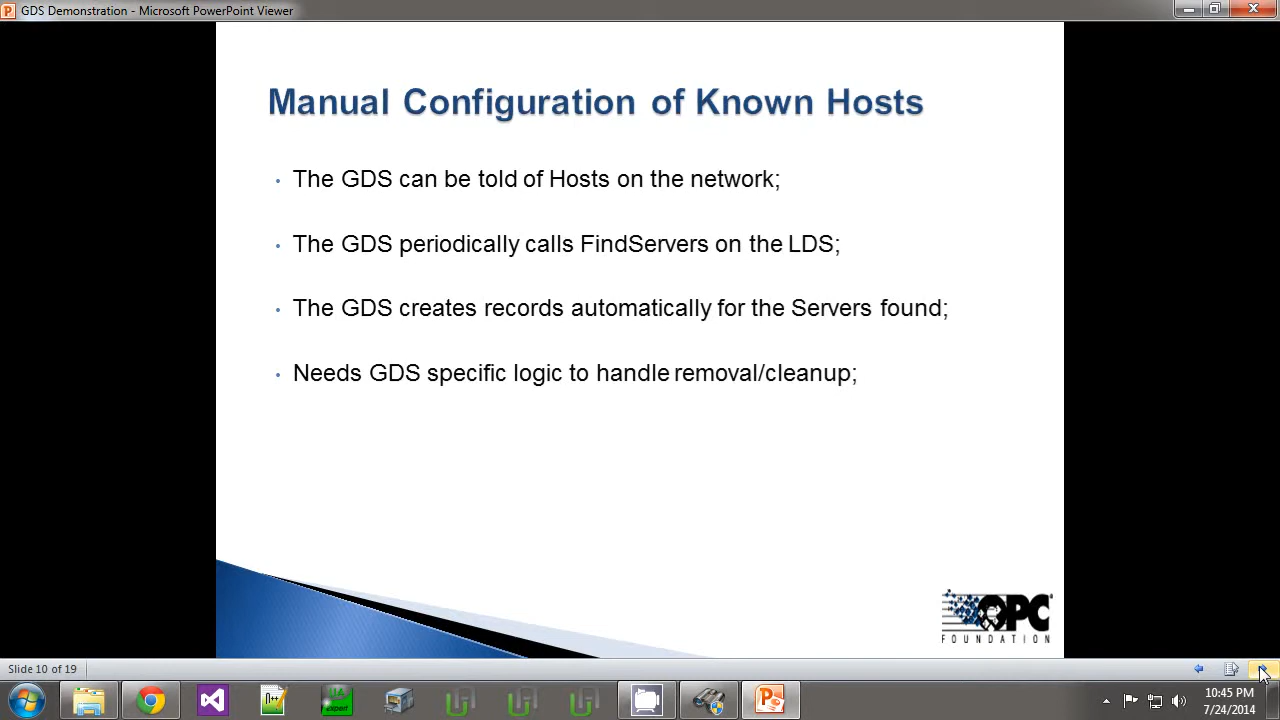 GDS Demonstration - Microsoft PowerPoint Viewer
Manual Configuration of Known Hosts
• The GDS can be told of Hosts on the network;
• The GDS periodically calls FindServers on the LDS;
• The GDS creates records automatically for the Servers found;
• Needs GDS specific logic to handle removal/cleanup;
OPC
FOUNDATION
Slide 10 of 19
UA
expert
10:45 PM
7/24/2014